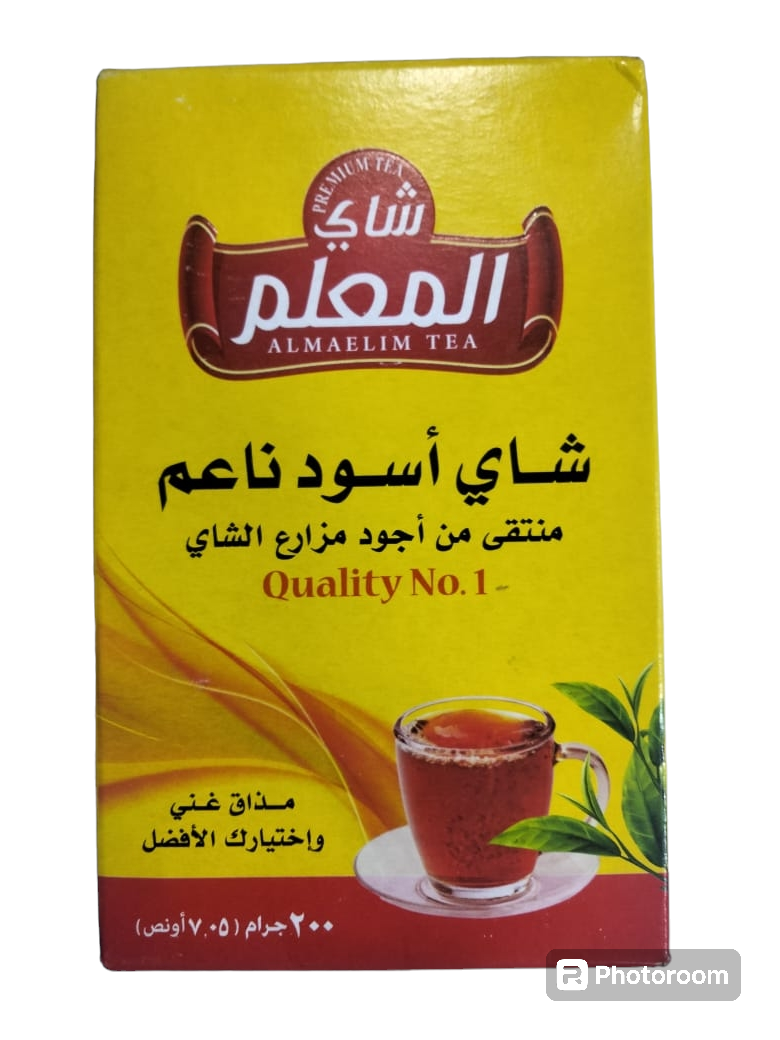 PREMIUM TEA
شاي
المعلم
ALMAELIM TEA
شاي أسود ناعم
منتقى من أجود مزارع الشاي
Quality No. 1
مذاق غني
وإختيارك الأفضل
٢٠٠ جرام (٧,٠٥ أونص)
Photoroom